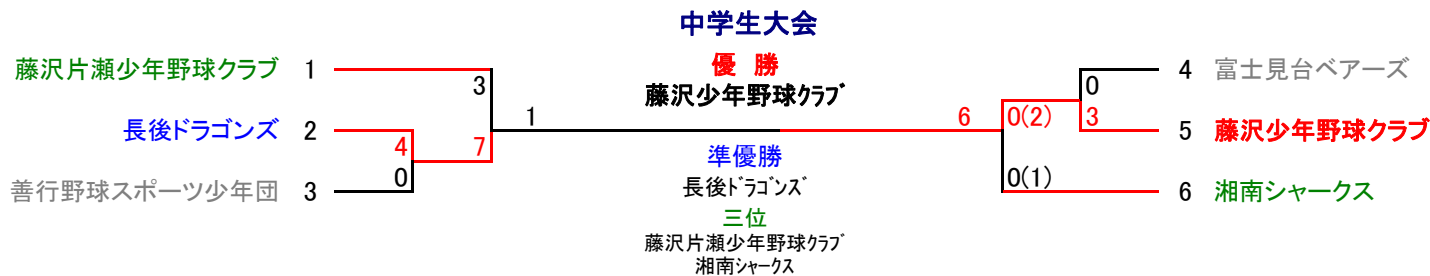 中学生大会
優 勝
藤沢少年野球ｸﾗﾌﾞ
準優勝
長後ﾄﾞﾗｺﾞﾝｽﾞ
三位
藤沢片瀬少年野球ｸﾗﾌﾞ
湘南ｼｬｰｸｽ
藤沢片瀬少年野球クラブ 1
長後ドラゴンズ 2
善行野球スポーツ少年団 3
3
4
0
7
1
6
0(2)
0(1)
0
3
4 富士見台ベアーズ
5 藤沢少年野球クラブ
6 湘南シャークス